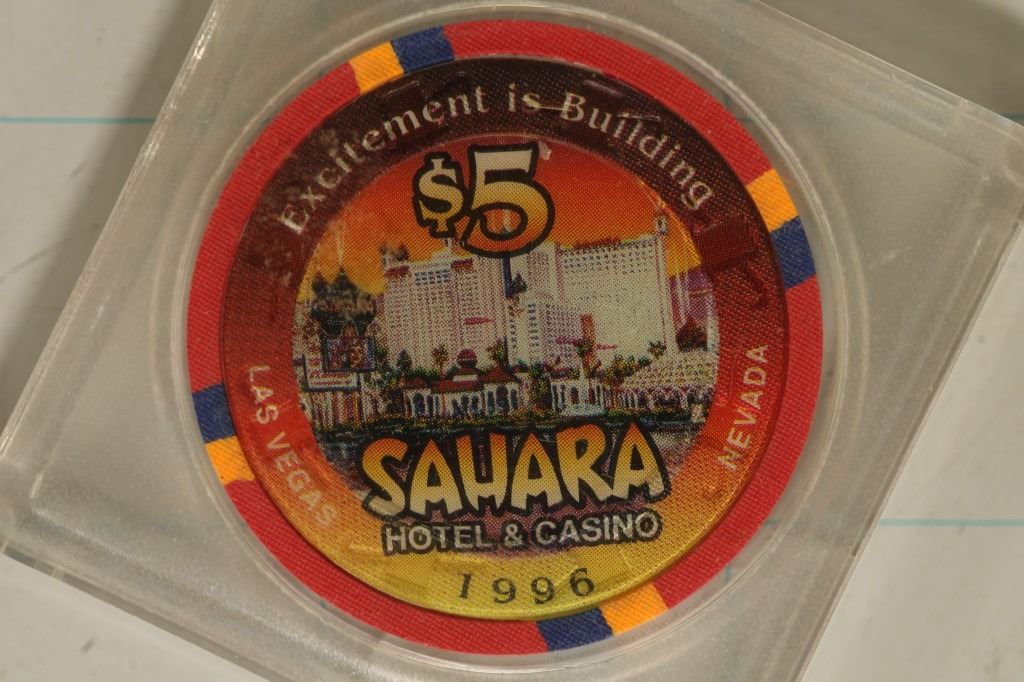 Excitement is Building
$5
LAS VEGAS
NEVADA
SAHARA
HOTEL & CASINO
1996